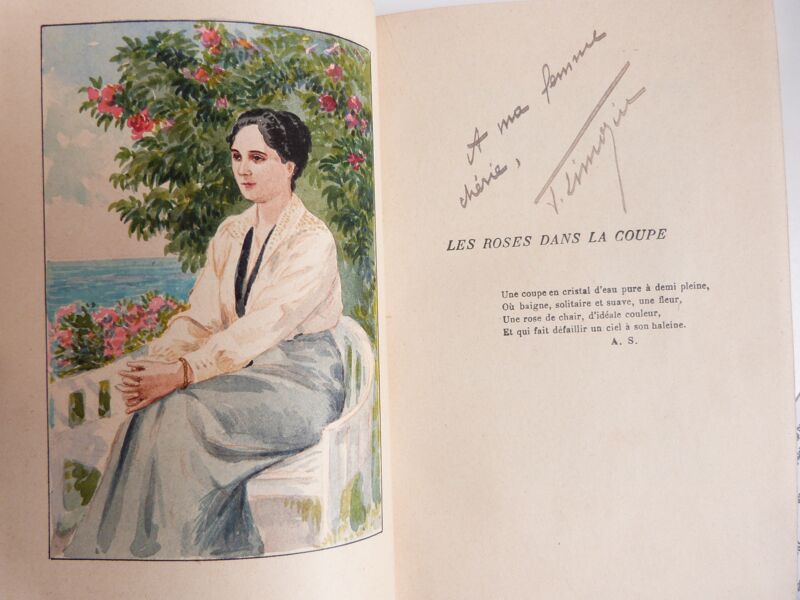 A ma femme
chérie,
LES ROSES DANS LA COUPE
Une coupe en cristal d'eau pure à demi pleine,
Où baigne, solitaire et suave, une fleur,
Une rose de chair, d'idéale couleur,
Et qui fait défaillir un ciel à son haleine.
A. S.